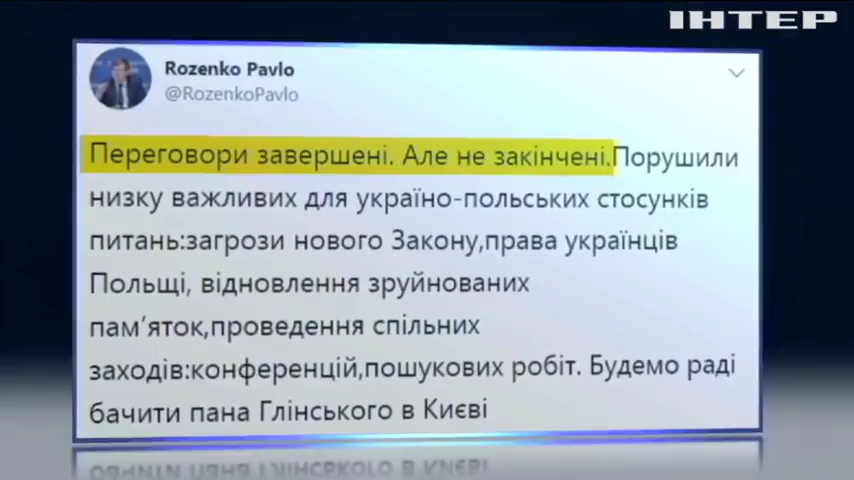 ІНТЕР
Rozenko Pavlo
@RozenkoPavlo
Переговори завершені. Але не закінчені.Порушили
низку важливих для україно-польських стосунків
питань:загрози нового Закону,права українців
Польщі, відновлення зруйнованих
пам’яток,проведення спільних
заходів:конференцій,пошукових робіт. Будемо раді
бачити пана Глінського в Києві